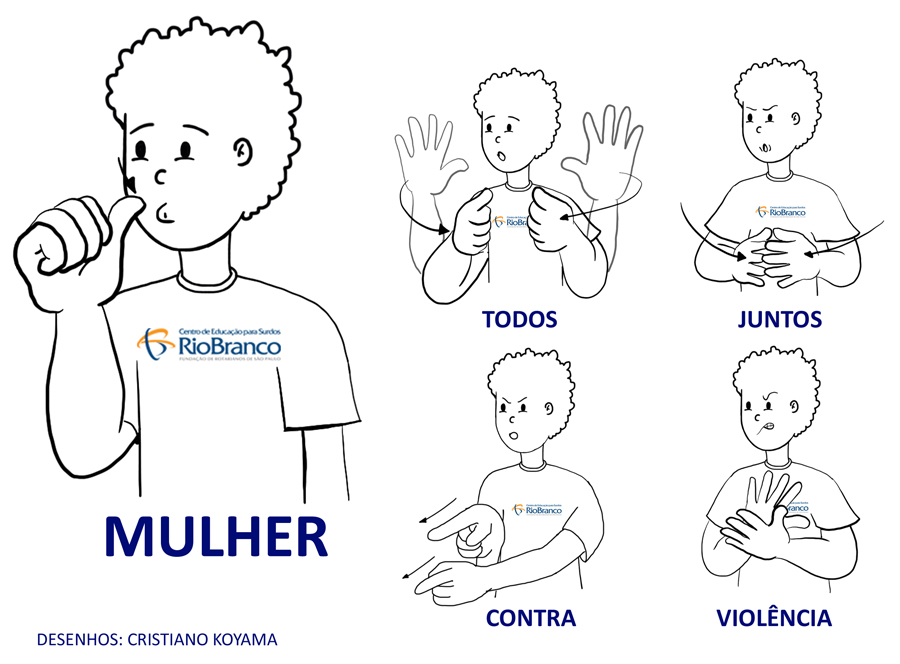 Centro de Educação para Surdos
RioBranco
FUNDAÇÃO DE ROTARIANOS DE SÃO PAULO
MULHER
RioBranco
TODOS
RioBranco
JUNTOS
RioBranco
CONTRA
VIOLÊNCIA
DESENHOS: CRISTIANO KOYAMA